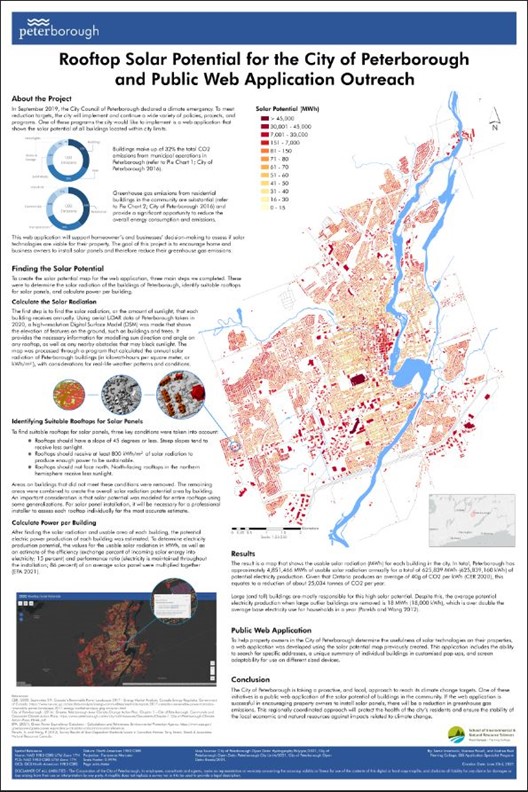 peterborough
Rooftop Solar Potential for the City of Peterborough
and Public Web Application Outreach
About the Project
In September 2019, the City Council of Peterborough declared a climate emergency. To meet
reduction targets, the city will implement and continue a wide variety of policies, projects, and
programs. One of these programs the city would like to implement is a web application that
shows the solar potential of all buildings located within city limits.
Buildings make up of 32% the total CO2
emissions from municipal operations in
Peterborough (refer to Pie Chart 1; City of
Peterborough 2016).
Greenhouse gas emissions from residential
buildings in the community are substantial (refer
to Pie Chart 2; City of Peterborough 2016) and
provide a significant opportunity to reduce the
overall energy consumption and emissions.
This web application will support homeowner's and businesses' decision-making to assess if solar
technologies are viable for their property. The goal of this project is to encourage home and
business owners to install solar panels and therefore reduce their greenhouse gas emissions.
Finding the Solar Potential
To create the solar potential map for the web application, three main steps were completed. These
were to determine the solar radiation of the buildings of Peterborough, identify suitable rooftops
for solar panels, and calculate power per building.
Calculate the Solar Radiation
The first step is to find the solar radiation, or the amount of sunlight, that each
building receives annually. Using aerial LiDAR data of Peterborough taken in
2020, a high-resolution Digital Surface Model (DSM) was made that shows
the elevation of features on the ground, such as buildings and trees. It
provides the necessary information for modelling sun direction and angle on
any rooftop, as well as any nearby obstacles that may block sunlight. The
map was processed through a program that calculated the annual solar
radiation of Peterborough buildings (in kilowatt-hours per square meter, or
kWh/m²), with considerations for real-life weather patterns and conditions.
Identifying Suitable Rooftops for Solar Panels
To find suitable rooftops for solar panels, three key conditions were taken into account:
Rooftops should have a slope of 45 degrees or less. Steep slopes tend to
receive less sunlight
Rooftops should receive at least 800 kWh/m² of solar radiation to
produce enough power to be sustainable.
Rooftops should not face north. North-facing rooftops in the northern
hemisphere receive less sunlight.
Areas on buildings that did not meet these conditions were removed. The remaining
areas were combined to create the overall solar radiation potential area by building.
An important consideration is that solar potential was modeled for entire rooftops using
some generalizations. For solar panel installation, it will be necessary for a professional
installer to assess each rooftop individually for the most accurate estimate.
Calculate Power per Building
After finding the solar radiation and usable area of each building, the potential
electric power production of each building was estimated. To determine electricity
production potential, the values for the usable solar radiation in MWh, as well as
an estimate of the efficiency (exchange percent of incoming solar energy into
electricity; 15 percent) and performance ratio (electricity is maintained throughout
the installation; 86 percent) of an average solar panel were multiplied together
(EPA 2021).
Solar Potential (MWh)
> 45,000
7,001 - 30,000
151 - 7,000
81 - 150
71 - 80
61 - 70
51 - 60
41 - 50
31 - 40
16 - 30
0 - 15
N
Results
The result is a map that shows the usable solar radiation (MWh) for each building in the city. In total, Peterborough has
approximately 4,851,466 MWh of usable solar radiation annually for a total of 625,839 MWh (625,839,160 kWh) of
potential electricity production. Given that Ontario produces an average of 40g of CO2 per kWh (CER 2020), this
equates to a reduction of about 25,034 tonnes of CO2 per year.
Large (and tall) buildings are mostly responsible for this high solar potential. Despite this, the average potential
electricity production when large outlier buildings are removed is 18 MWh (18,000 kWh), which is over double the
average base electricity use for households in a year (Parekh and Wang 2012).
Public Web Application
To help property owners in the City of Peterborough determine the usefulness of solar technologies on their properties,
a web application was developed using the solar potential map previously created. This application includes the ability
to search for specific addresses, a unique summary of individual buildings in customized pop-ups, and screen
adaptability for use on different sized devices.
Conclusion
The City of Peterborough is taking a proactive, and local, approach to reach its climate change targets. One of these
initiatives is a public web application of the solar potential of buildings in the community. If the web application is
successful in encouraging property owners to install solar panels, there will be a reduction in greenhouse gas
emissions. This regionally coordinated approach will protect the health of the city's residents and ensure the stability of
the local economic and natural resources against impacts related to climate change.